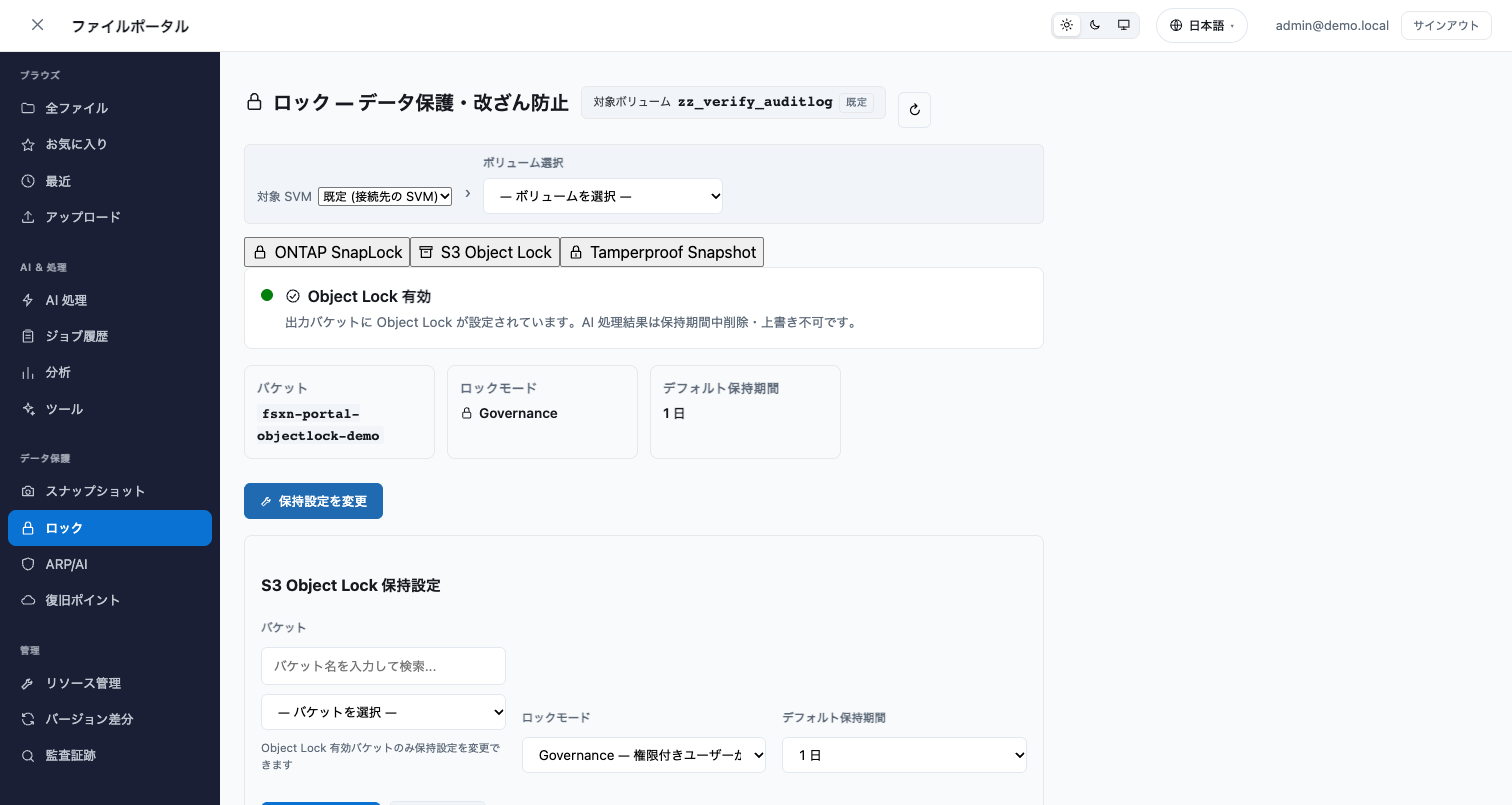 ファイルポータル
日本語
admin@demo.local
サインアウト
ブラウズ
全ファイル
お気に入り
最近
アップロード
AI & 処理
AI 処理
ジョブ履歴
分析
ツール
データ保護
スナップショット
ロック
ARP/AI
復旧ポイント
管理
リソース管理
バージョン差分
監査証跡
ロック — データ保護・改ざん防止
対象ボリューム zz_verify_auditlog 既定
ボリューム選択
対象 SVM 既定 (接続先の SVM) › — ボリュームを選択 —
ONTAP SnapLock
S3 Object Lock
Tamperproof Snapshot
Object Lock 有効
出力バケットに Object Lock が設定されています。AI 処理結果は保持期間中削除・上書き不可です。
バケット
fsxn-portal-
objectlock-demo
ロックモード
Governance
デフォルト保持期間
1 日
保持設定を変更
S3 Object Lock 保持設定
バケット
バケット名を入力して検索...
— バケットを選択 —
Object Lock 有効バケットのみ保持設定を変更で
きます
ロックモード
Governance — 権限付きユーザーが
デフォルト保持期間
1 日